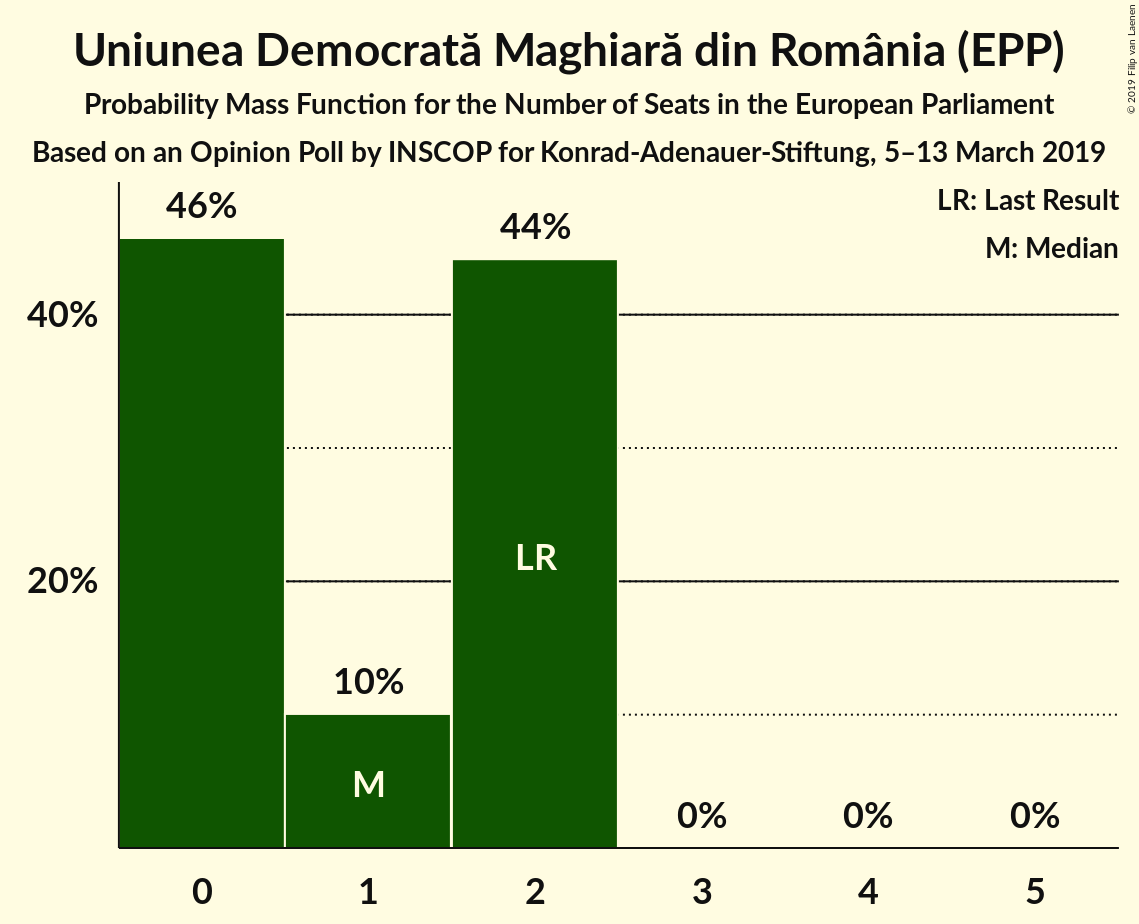 Uniunea Democrată Maghiară din România (EPP)
Probability Mass Function for the Number of Seats in the European Parliament
Based on an Opinion Poll by INSCOP for Konrad-Adenauer-Stiftung, 5–13 March 2019
© 2019 Filip van Laenen
LR: Last Result
M: Median
46%
44%
40%
LR
20%
10%
M
0% 0% 0%
0 1 2 3 4 5